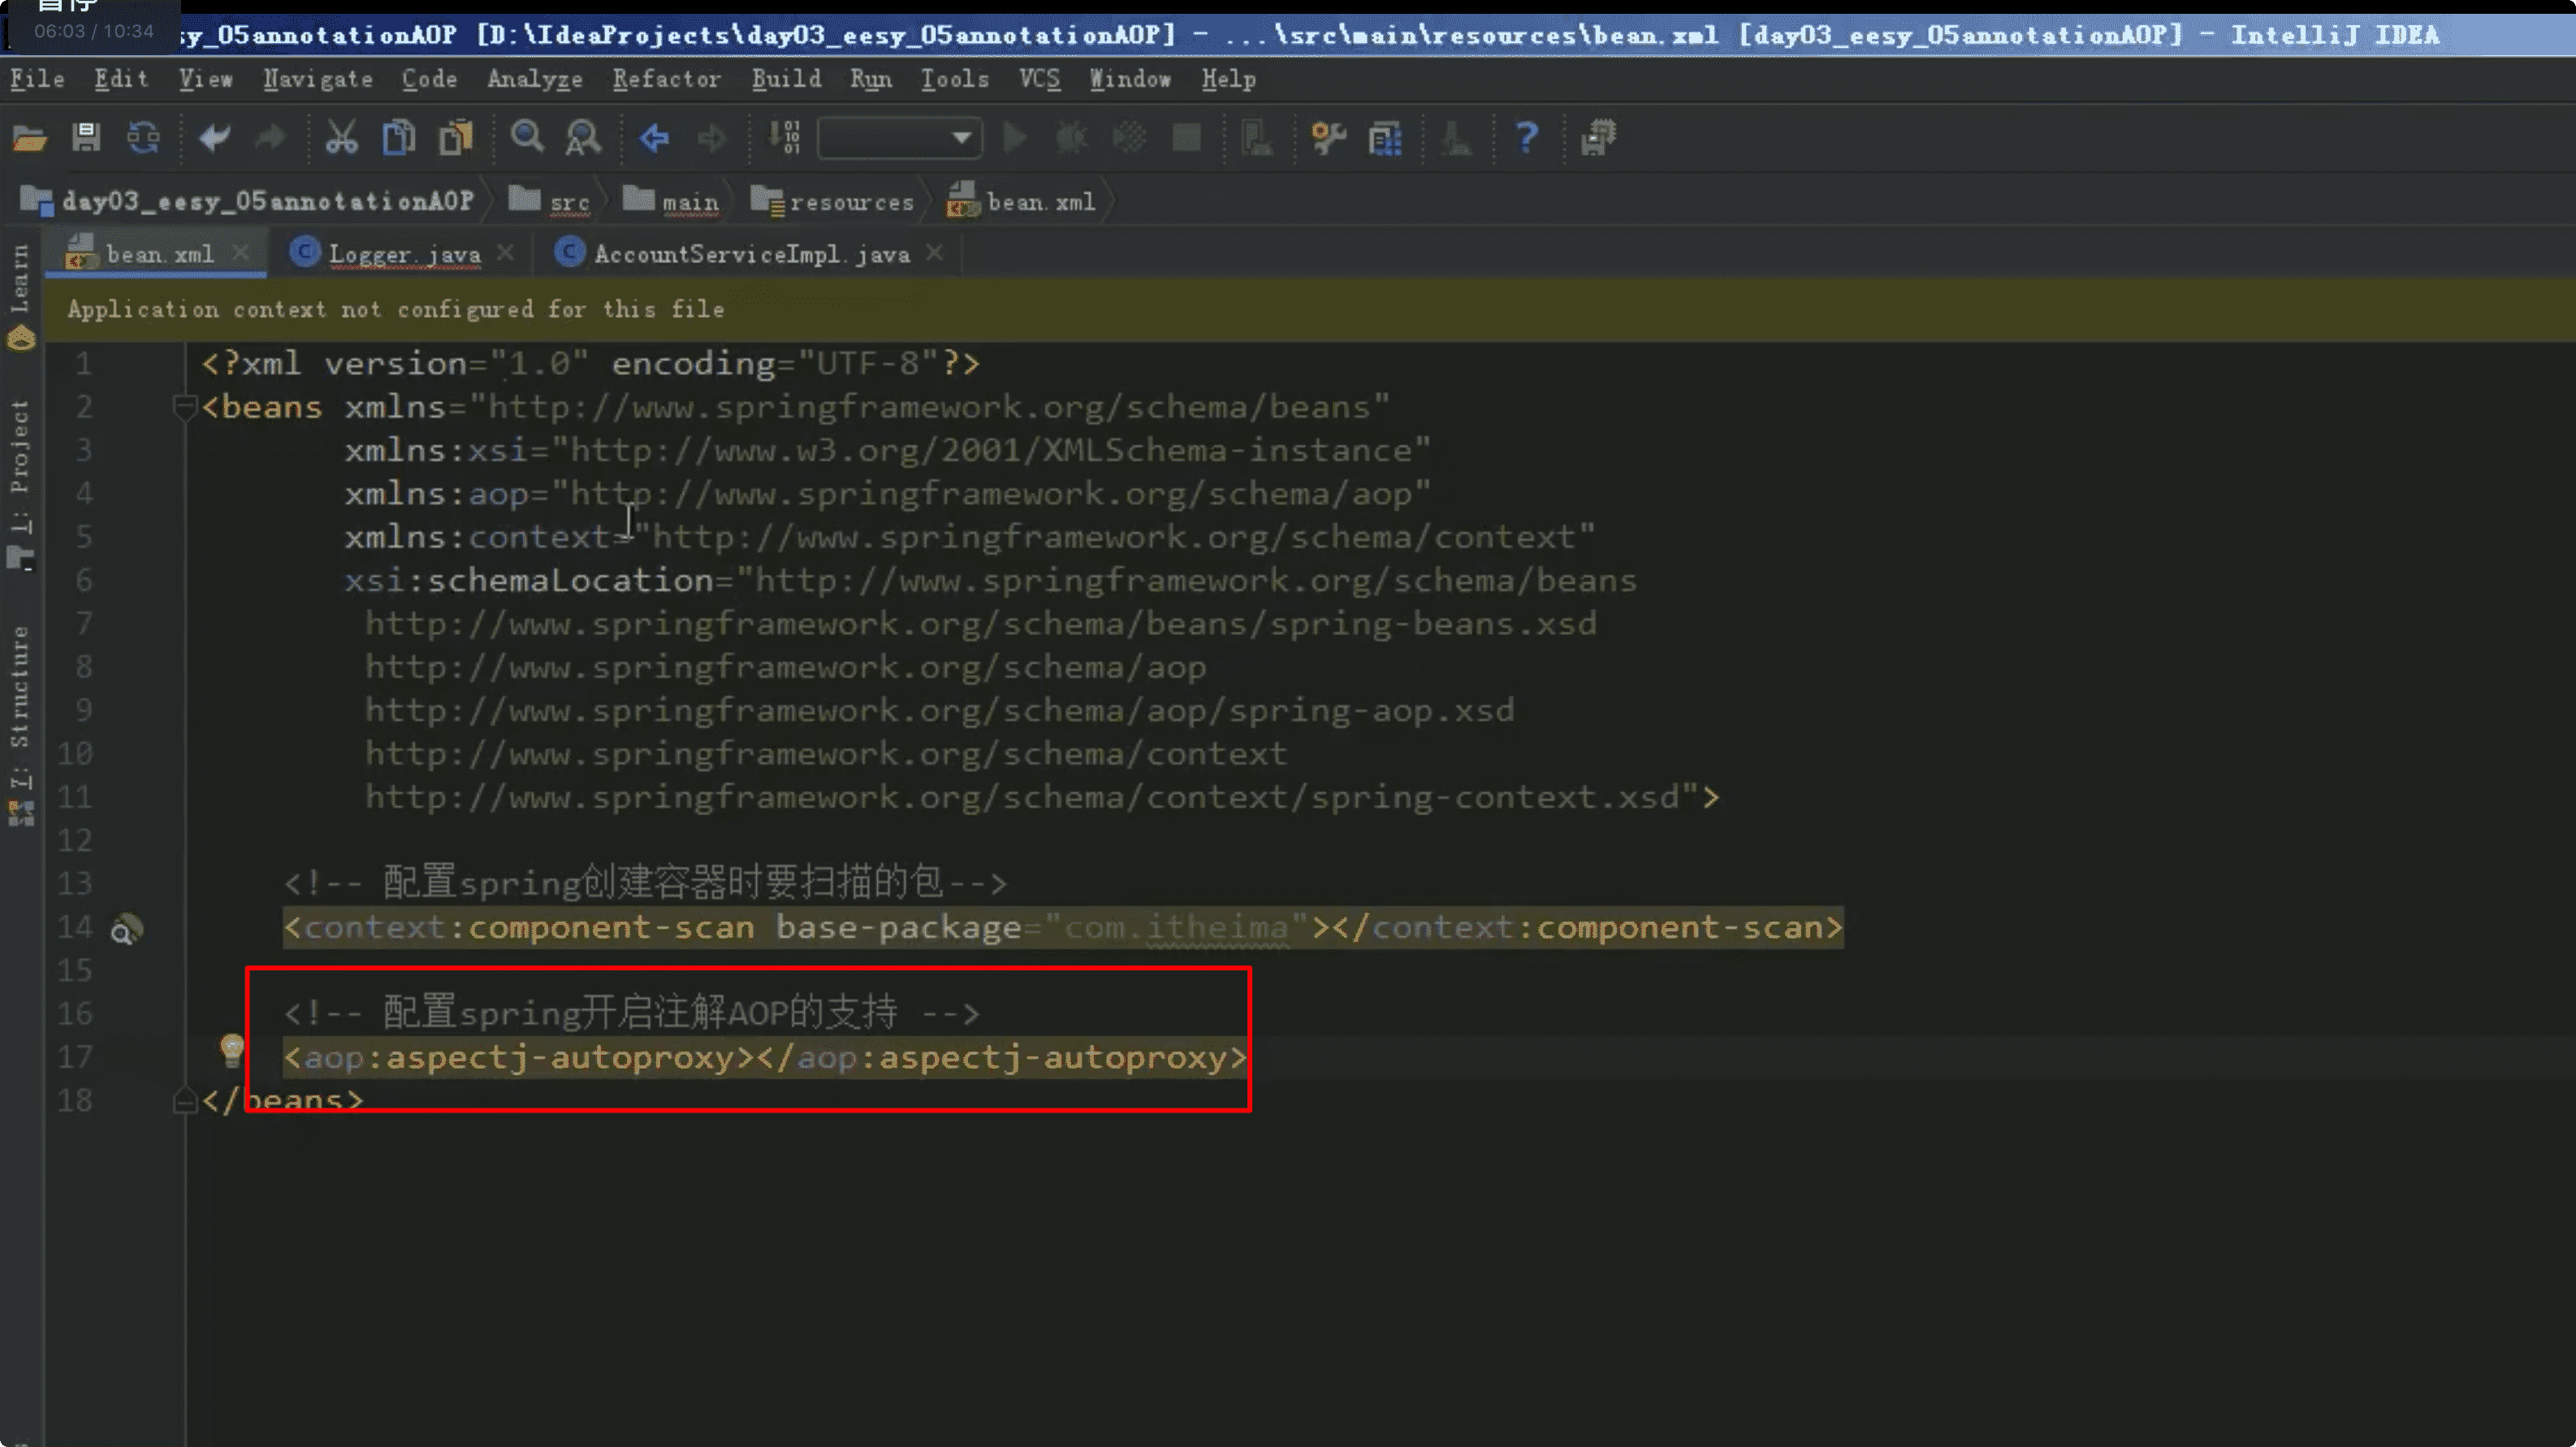 暂停
06:03 / 10:34
sy_05annotationAOP [D:\IdeaProjects\day03_eesy_05annotationAOP] - ...\src\main\resources\bean.xml [day03_eesy_05annotationAOP] - IntelliJ IDEA
File Edit View Navigate Code Analyze Refactor Build Run Tools VCS Window Help
day03_eesy_05annotationAOP src main resources bean.xml
bean.xml Logger.java AccountServiceImpl.java
Learn
1: Project
7: Structure
Application context not configured for this file
1 <?xml version="1.0" encoding="UTF-8"?>
2 <beans xmlns="http://www.springframework.org/schema/beans"
3 xmlns:xsi="http://www.w3.org/2001/XMLSchema-instance"
4 xmlns:aop="http://www.springframework.org/schema/aop"
5 xmlns:context="http://www.springframework.org/schema/context"
6 xsi:schemaLocation="http://www.springframework.org/schema/beans
7 http://www.springframework.org/schema/beans/spring-beans.xsd
8 http://www.springframework.org/schema/aop
9 http://www.springframework.org/schema/aop/spring-aop.xsd
10 http://www.springframework.org/schema/context
11 http://www.springframework.org/schema/context/spring-context.xsd">
12
13 <!-- 配置spring创建容器时要扫描的包-->
14 <context:component-scan base-package="com.itheima"></context:component-scan>
15
16 <!-- 配置spring开启注解AOP的支持 -->
17 <aop:aspectj-autoproxy></aop:aspectj-autoproxy>
18 </beans>